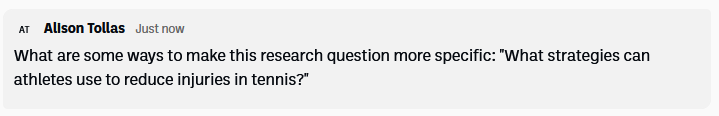 AT Alison Tollas Just now
What are some ways to make this research question more specific: "What strategies can
athletes use to reduce injuries in tennis?"